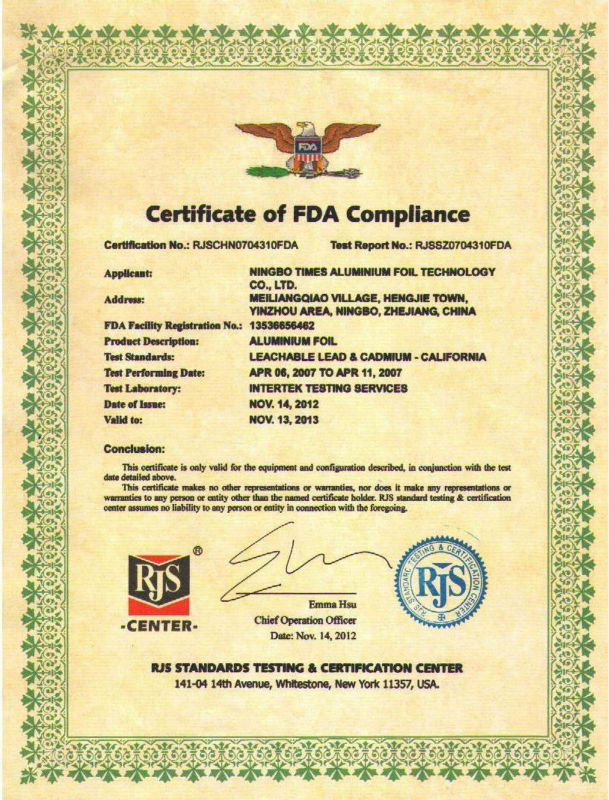 FDA
Certificate of FDA Compliance
Certification No.: RJSCHN0704310FDA Test Report No.: RJSSZ0704310FDA
Applicant: NINGBO TIMES ALUMINIUM FOIL TECHNOLOGY
CO., LTD.
Address: MEILIANGQIAO VILLAGE, HENGJIE TOWN,
YINZHOU AREA, NINGBO, ZHEJIANG, CHINA
FDA Facility Registration No.: 13536656462
Product Description: ALUMINIUM FOIL
Test Standards: LEACHABLE LEAD & CADMIUM - CALIFORNIA
Test Performing Date: APR 06, 2007 TO APR 11, 2007
Test Laboratory: INTERTEK TESTING SERVICES
Date of Issue: NOV. 14, 2012
Valid to: NOV. 13, 2013
Conclusion:
This certificate is only valid for the equipment and configuration described, in conjunction with the test
date detailed above.
This certificate makes no other representations or warranties, nor does it make any representations or
warranties to any person or entity other than the named certificate holder. RJS standard testing & certification
center assumes no liability to any person or entity in connection with the foregoing.
RJS ®
-CENTER-
Emma Hsu
Chief Operation Officer
Date: Nov. 14, 2012
RJS STANDARD TESTING & CERTIFICATION CENTER
RJS
RJS STANDARDS TESTING & CERTIFICATION CENTER
141-04 14th Avenue, Whitestone, New York 11357, USA.